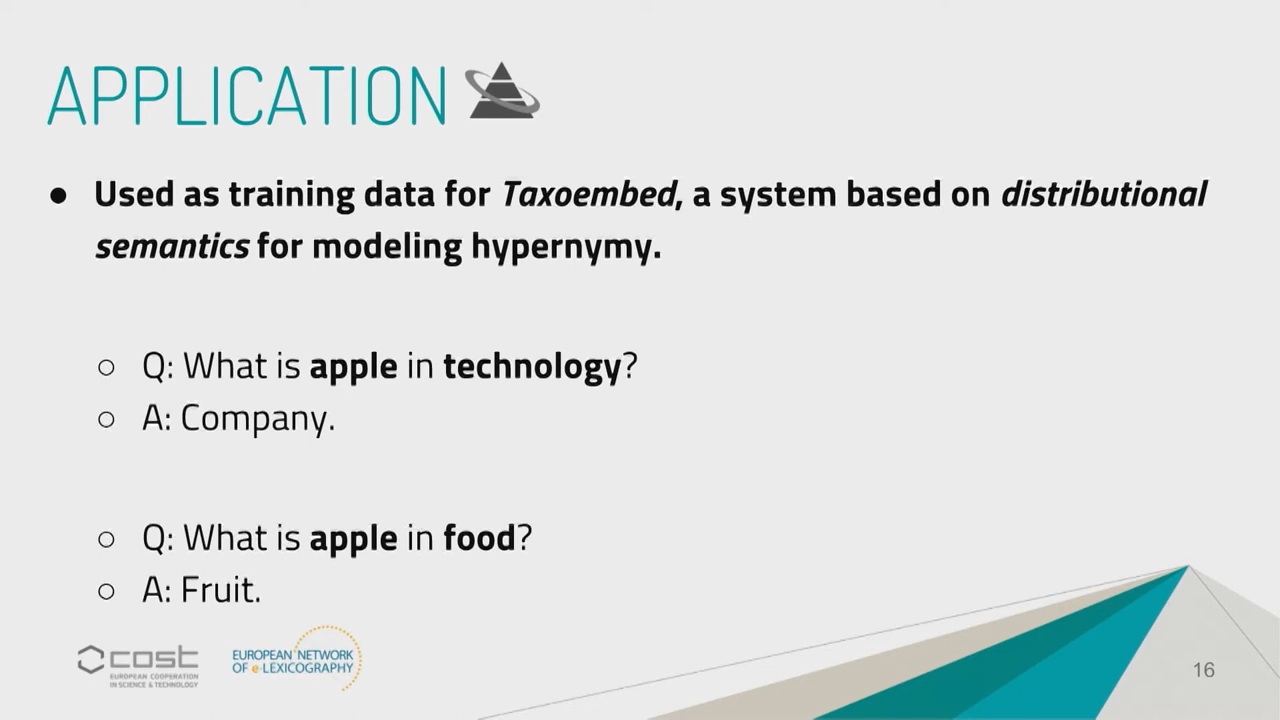 APPLICATION
● Used as training data for Taxoembed, a system based on distributional
semantics for modeling hypernymy.
○ Q: What is apple in technology?
○ A: Company.
○ Q: What is apple in food?
○ A: Fruit.
cost
EUROPEAN COOPERATION
IN SCIENCE & TECHNOLOGY
EUROPEAN NETWORK
OF e-LEXICOGRAPHY
16